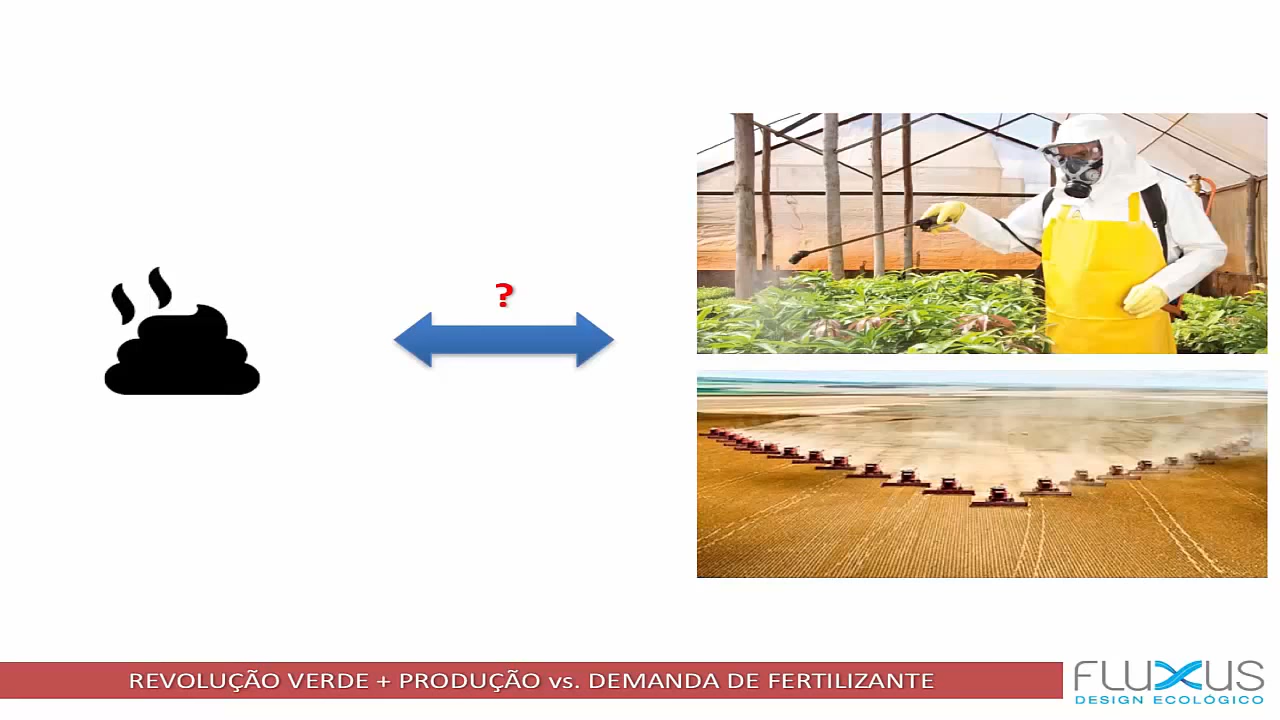 ?
REVOLUÇÃO VERDE + PRODUÇÃO vs. DEMANDA DE FERTILIZANTE
FLUXUS
DESIGN ECOLÓGICO